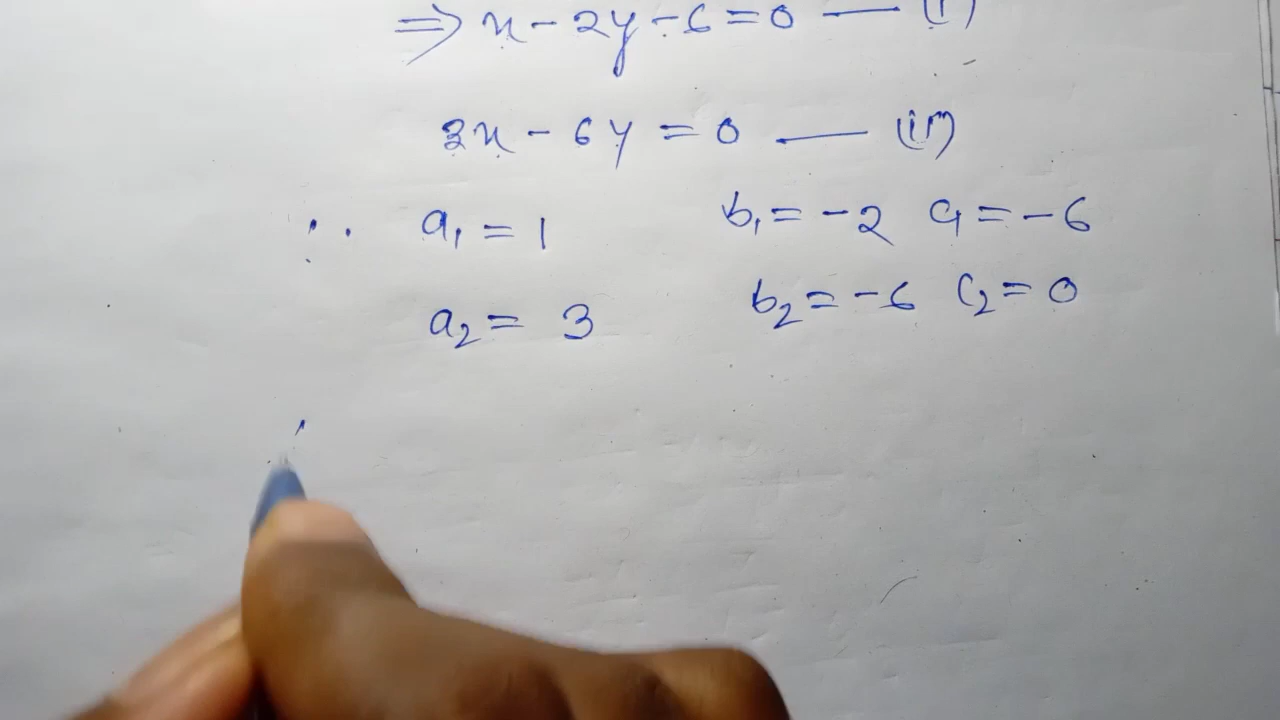 ⇒ x - 2y - 6 = 0 — (i)
3x - 6y = 0 — (ii)
∴ a₁ = 1 b₁ = -2 c₁ = -6
a₂ = 3 b₂ = -6 c₂ = 0